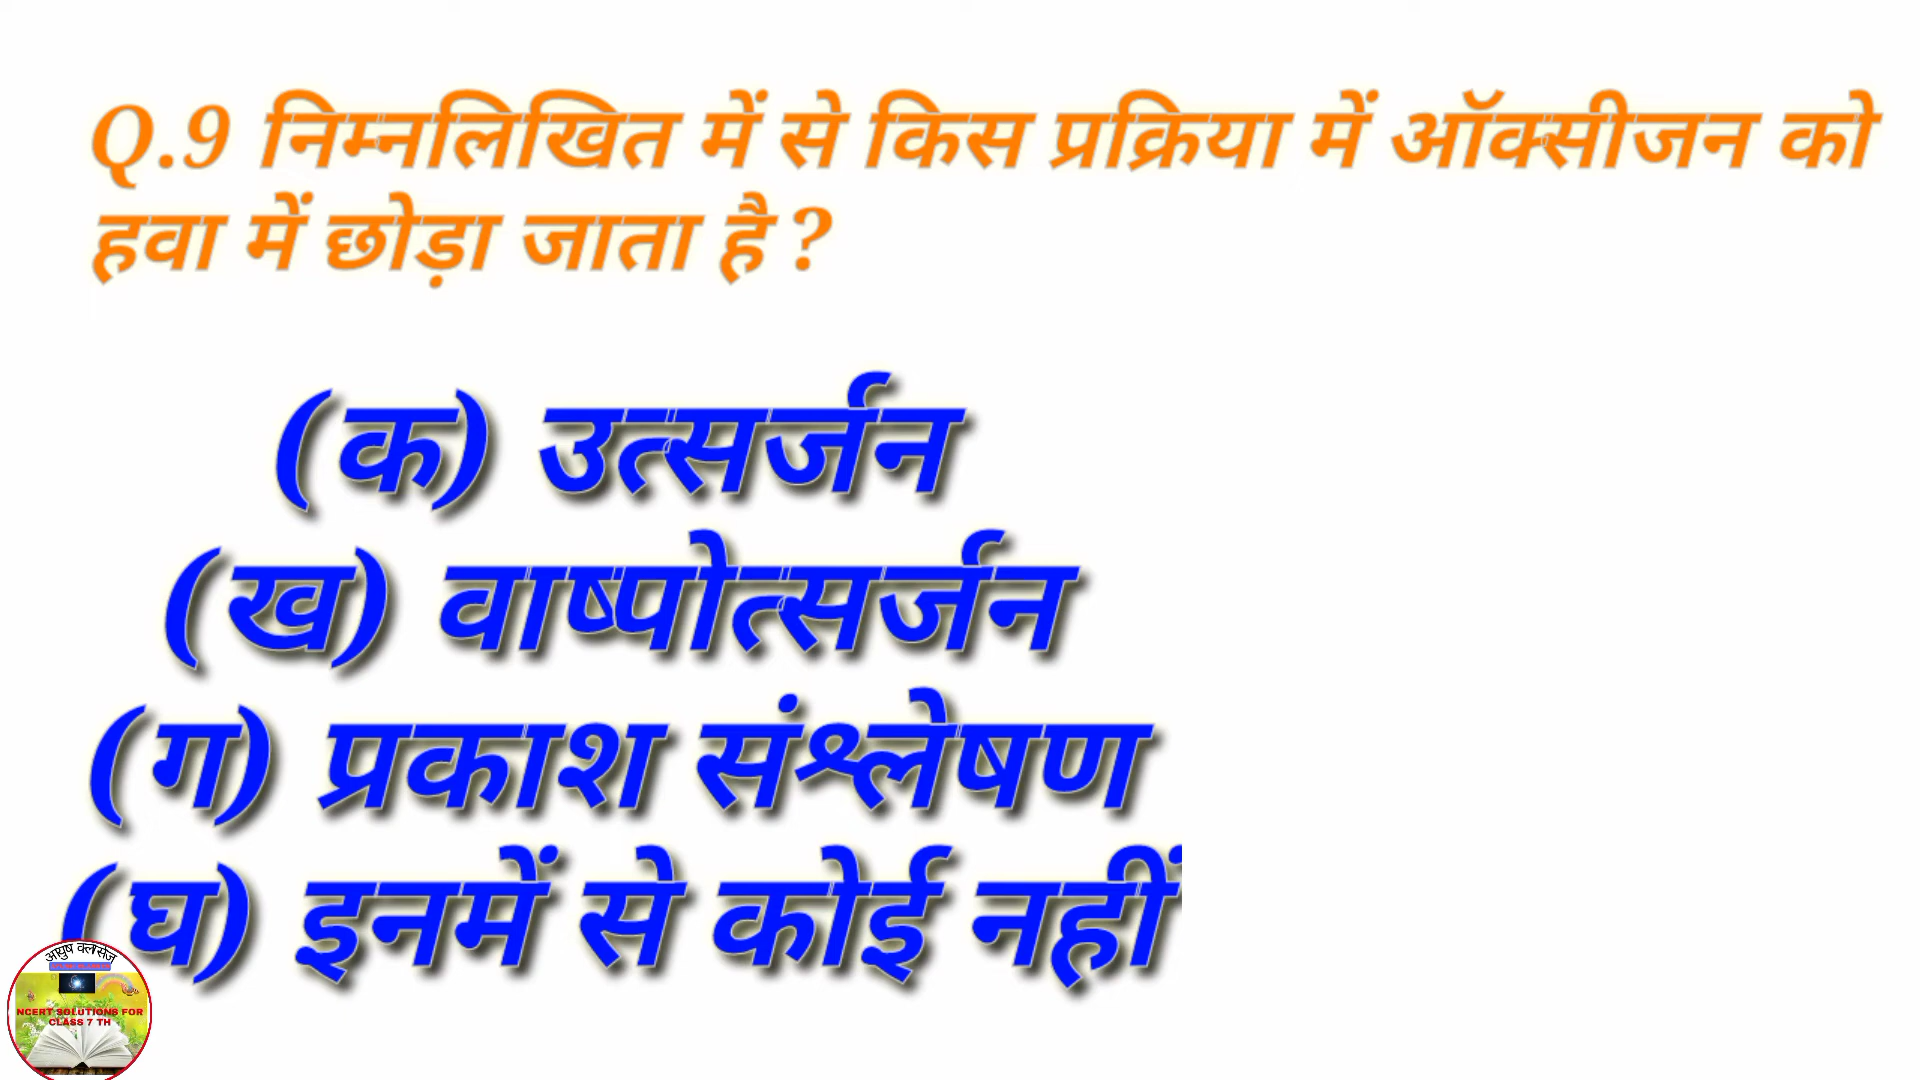 Q.9 निम्नलिखित में से किस प्रक्रिया में ऑक्सीजन को
हवा में छोड़ा जाता है ?
(क) उत्सर्जन
(ख) वाष्पोत्सर्जन
(ग) प्रकाश संश्लेषण
(घ) इनमें से कोई नहीं
आयुष क्लासेज
NCERT SOLUTIONS FOR
CLASS 7 TH